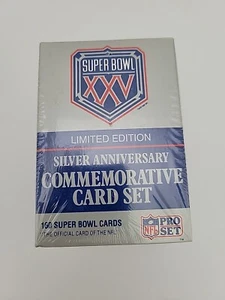 SUPER BOWL
XXV
LIMITED EDITION
SILVER ANNIVERSARY
COMMEMORATIVE
CARD SET
160 SUPER BOWL CARDS
"THE OFFICIAL CARD OF THE NFL"
NFL
PRO
SET